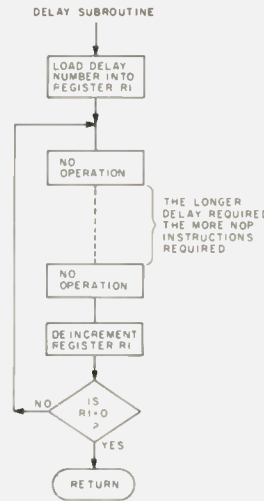 DELAY SUBROUTINE
LOAD DELAY
NUMBER INTO
REGISTER R1
NO
OPERATION
THE LONGER
DELAY REQUIRED
THE MORE NOP
INSTRUCTIONS
REQUIRED
NO
OPERATION
DEINCREMENT
REGISTER R1
NO
IS
R1=0
?
YES
RETURN